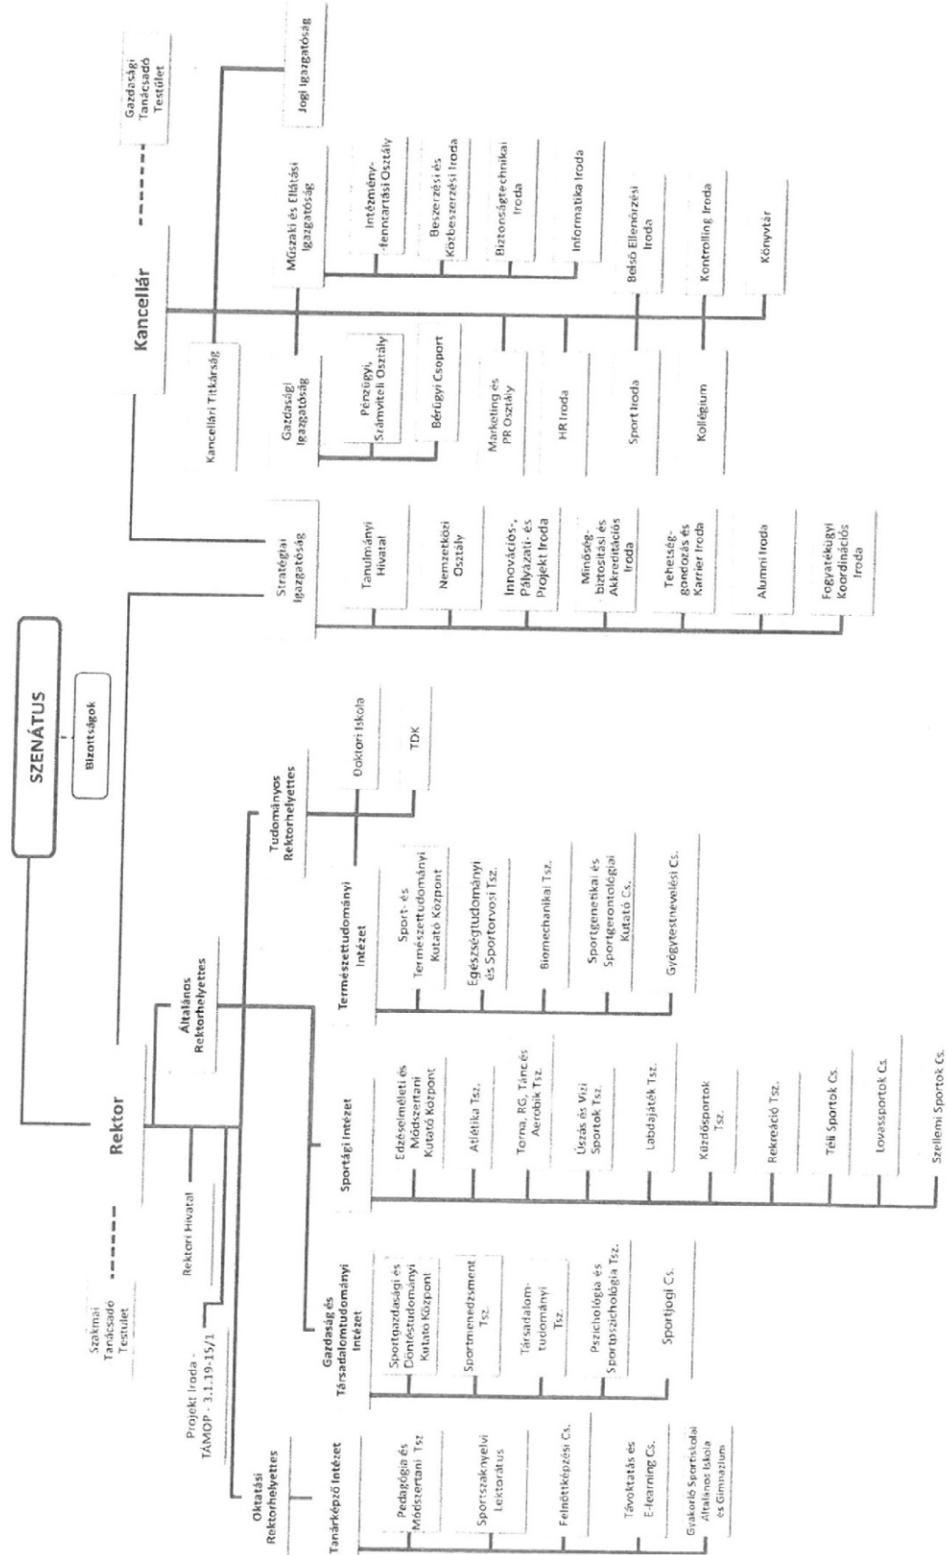 SZENÁTUS
Bizottságok
Szakmai
Tanácsadó
Testület
Rektor
Kancellár
Gazdasági
Tanácsadó
Testület
Rektori Hivatal
Projekt Iroda -
TÁMOP - 3.1.19-15/1
Általános
Rektorhelyettes
Kancellári Titkárság
Oktatási
Rektorhelyettes
Tudományos
Rektorhelyettes
Stratégiai
Igazgatóság
Gazdasági
Igazgatóság
Műszaki és Ellátási
Igazgatóság
Jogi Igazgatóság
Tanárképző Intézet
Pedagógia és
Módszertani Tsz
Sportszaknyelvi
Lektorátus
Felnőttképzési Cs.
Távoktatás és
E-learning Cs.
Gyakorló Sportiskolai
Általános Iskola
és Gimnázium
Gazdaság és
Társadalomtudományi
Intézet
Sportgazdasági és
Döntéstudományi
Kutató Központ
Sportmenedzsment
Tsz.
Társadalom-
tudományi
Tsz.
Pszichológia és
Sportpszichológia Tsz.
Sportjogi Cs.
Sportági Intézet
Edzéselméleti és
Módszertani
Kutató Központ
Atlétika Tsz.
Torna, RG, Tánc és
Aerobik Tsz.
Úszás és Vízi
Sportok Tsz.
Labdajáték Tsz.
Küzdősportok
Tsz.
Rekreáció Tsz.
Téli Sportok Cs.
Lovassportok Cs.
Szellemi Sportok Cs.
Természettudományi
Intézet
Sport- és
Természettudományi
Kutató Központ
Egészségtudományi
és Sportorvosi Tsz.
Biomechanikai Tsz.
Sportgenetikai és
Sportgerontológiai
Kutató Cs.
Gyógytestnevelési Cs.
Doktori Iskola
TDK
Tanulmányi
Hivatal
Nemzetközi
Osztály
Innovációs-,
Pályázati- és
Projekt Iroda
Minőség-
biztosítási és
Akkreditációs
Iroda
Tehetség-
gondozás és
Karrier Iroda
Alumni Iroda
Fogyatékügyi
Koordinációs
Iroda
Pénzügyi,
Számviteli Osztály
Bérügyi Csoport
Marketing és
PR Osztály
HR Iroda
Sport Iroda
Kollégium
Intézmény-
-fenntartási Osztály
Beszerzési és
Közbeszerzési Iroda
Biztonságtechnikai
Iroda
Informatika Iroda
Belső Ellenőrzési
Iroda
Kontrolling Iroda
Könyvtár